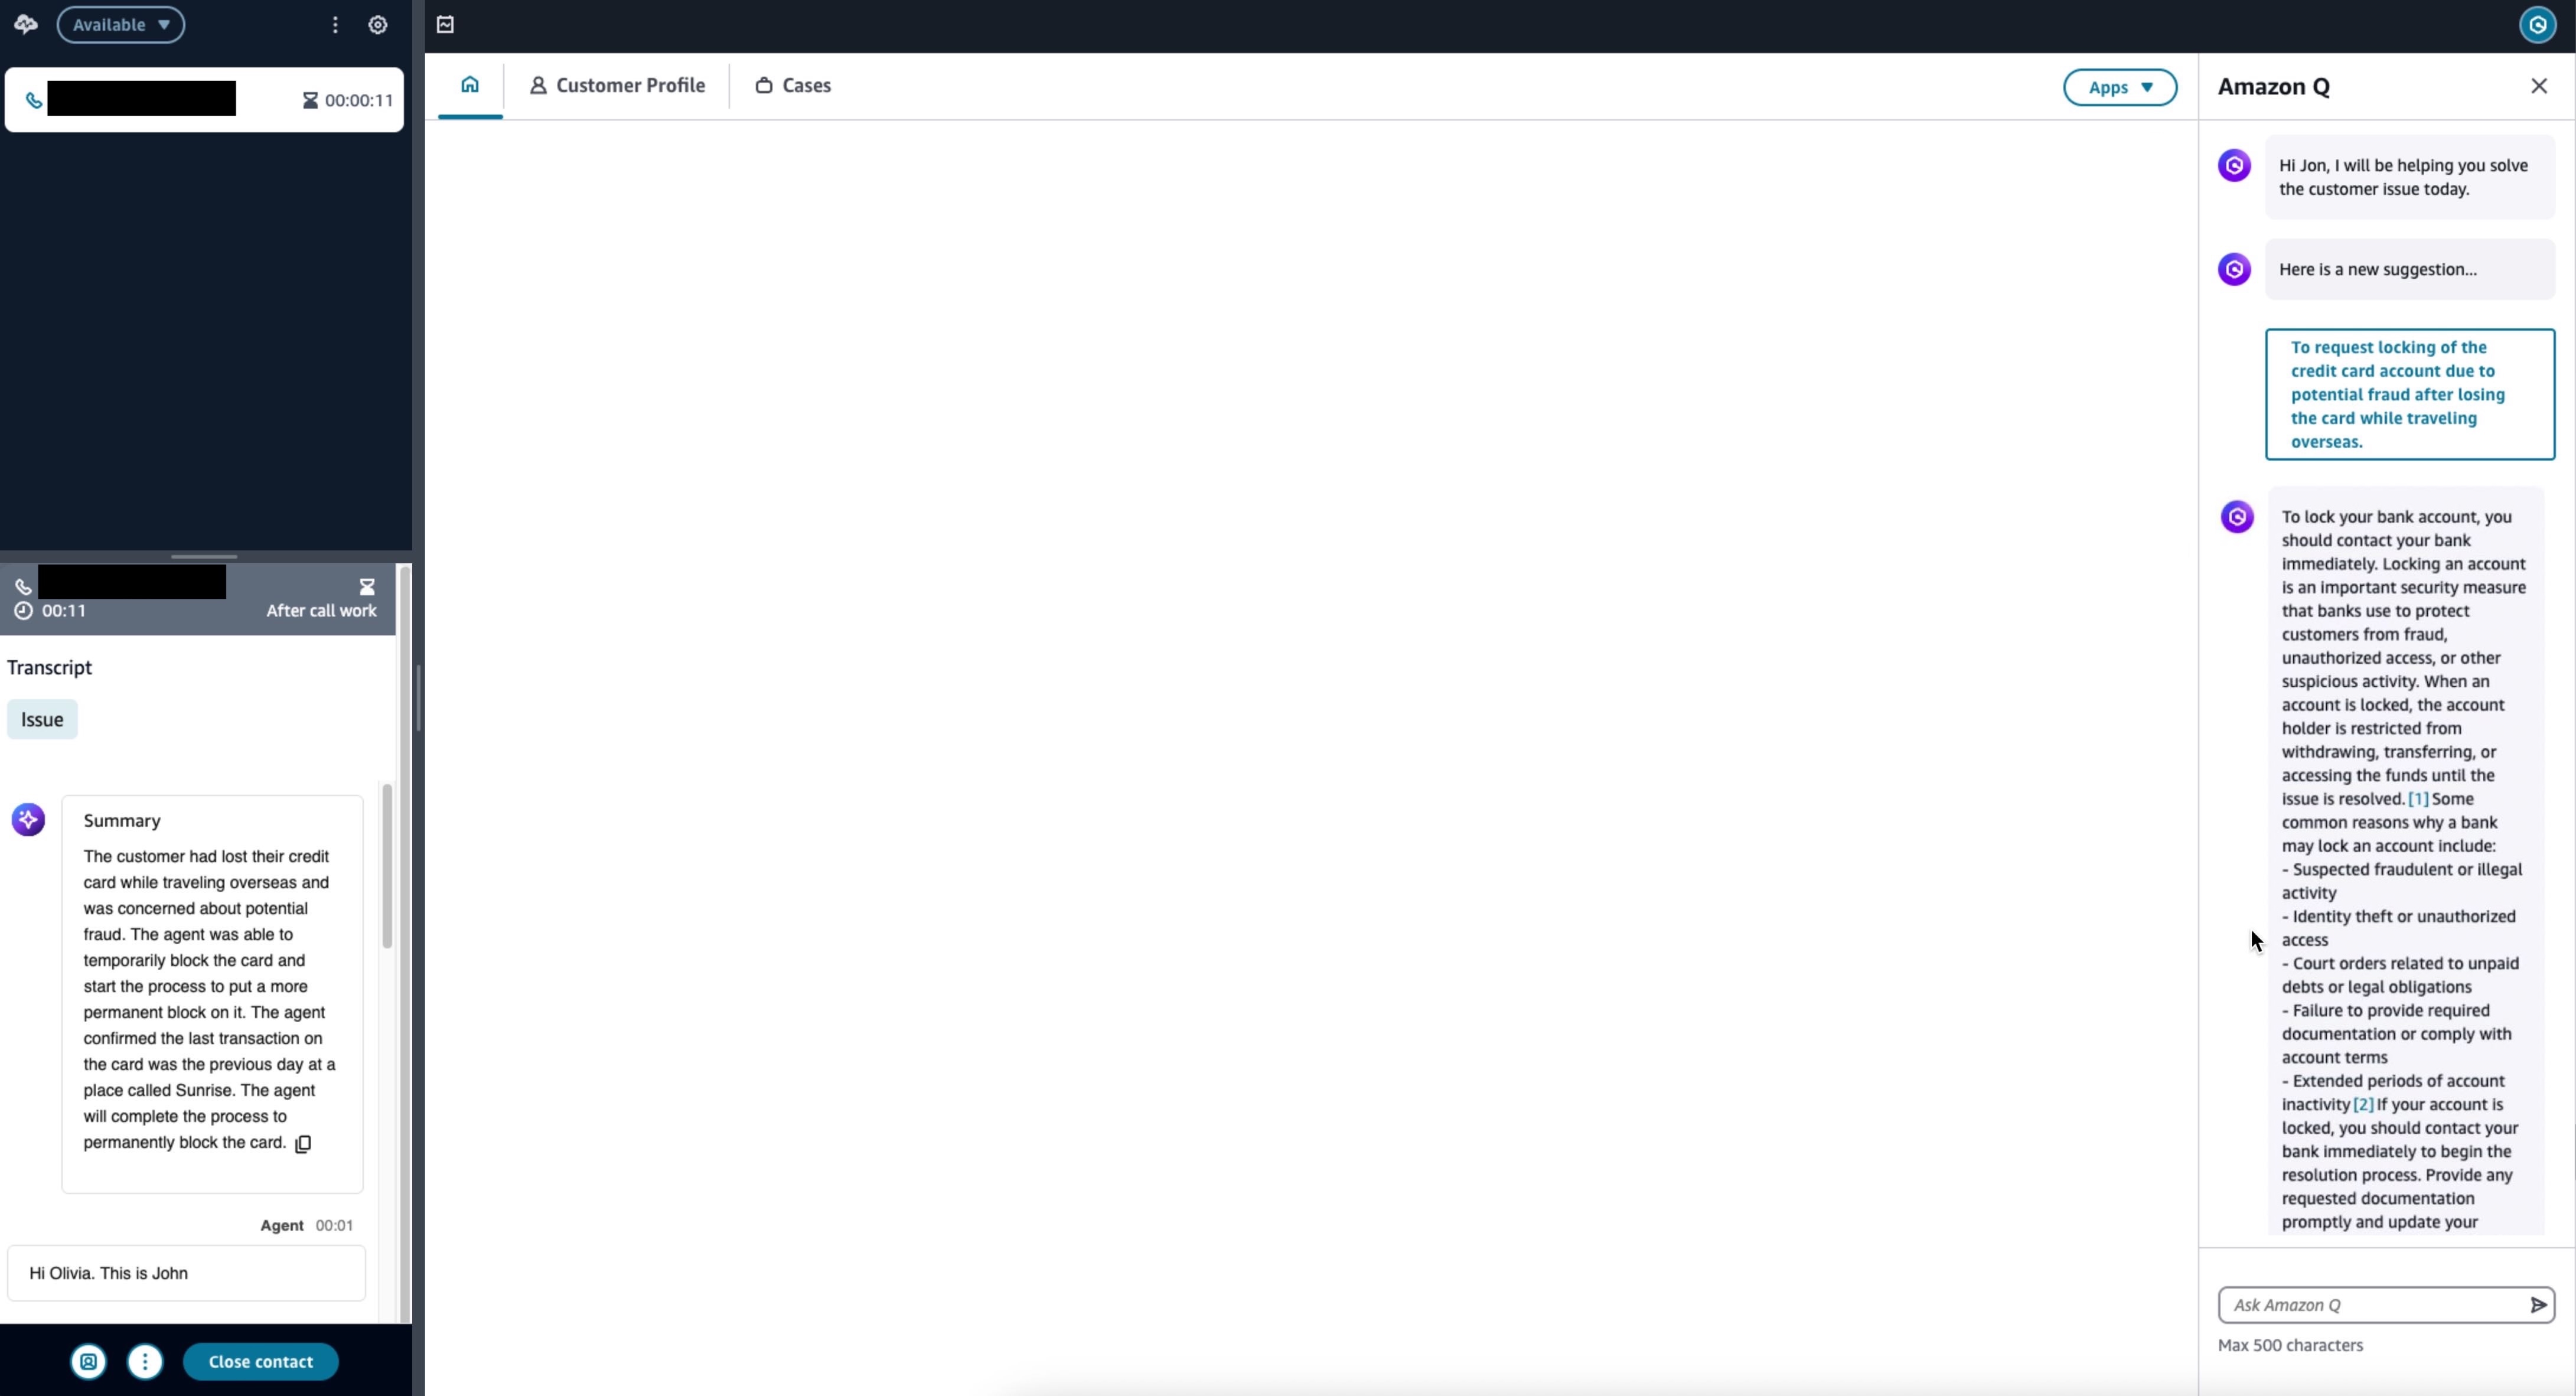 Available
00:00:11
00:11
After call work
Transcript
Issue
Summary
The customer had lost their credit
card while traveling overseas and
was concerned about potential
fraud. The agent was able to
temporarily block the card and
start the process to put a more
permanent block on it. The agent
confirmed the last transaction on
the card was the previous day at a
place called Sunrise. The agent
will complete the process to
permanently block the card.
Agent 00:01
Hi Olivia. This is John
Close contact
Customer Profile
Cases
Apps
Amazon Q
Hi Jon, I will be helping you solve
the customer issue today.
Here is a new suggestion...
To request locking of the
credit card account due to
potential fraud after losing
the card while traveling
overseas.
To lock your bank account, you
should contact your bank
immediately. Locking an account
is an important security measure
that banks use to protect
customers from fraud,
unauthorized access, or other
suspicious activity. When an
account is locked, the account
holder is restricted from
withdrawing, transferring, or
accessing the funds until the
issue is resolved. [1] Some
common reasons why a bank
may lock an account include:
- Suspected fraudulent or illegal
activity
- Identity theft or unauthorized
access
- Court orders related to unpaid
debts or legal obligations
- Failure to provide required
documentation or comply with
account terms
- Extended periods of account
inactivity [2] If your account is
locked, you should contact your
bank immediately to begin the
resolution process. Provide any
requested documentation
promptly and update your
Ask Amazon Q
Max 500 characters